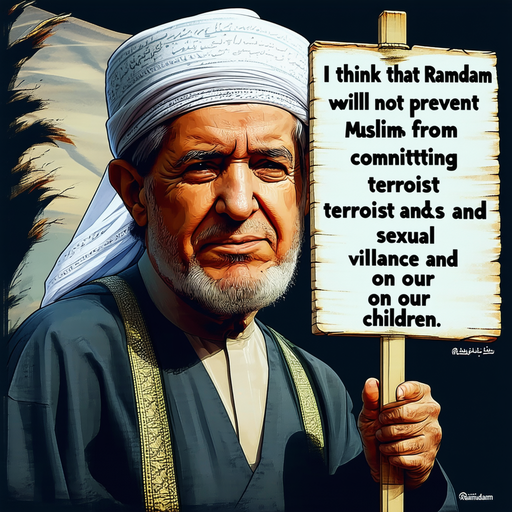 I think that Ramdam
willl not prevent
Muslim from
comnittting
terroist
terroist and​s and
sexual
villance and
on our
on our
children.